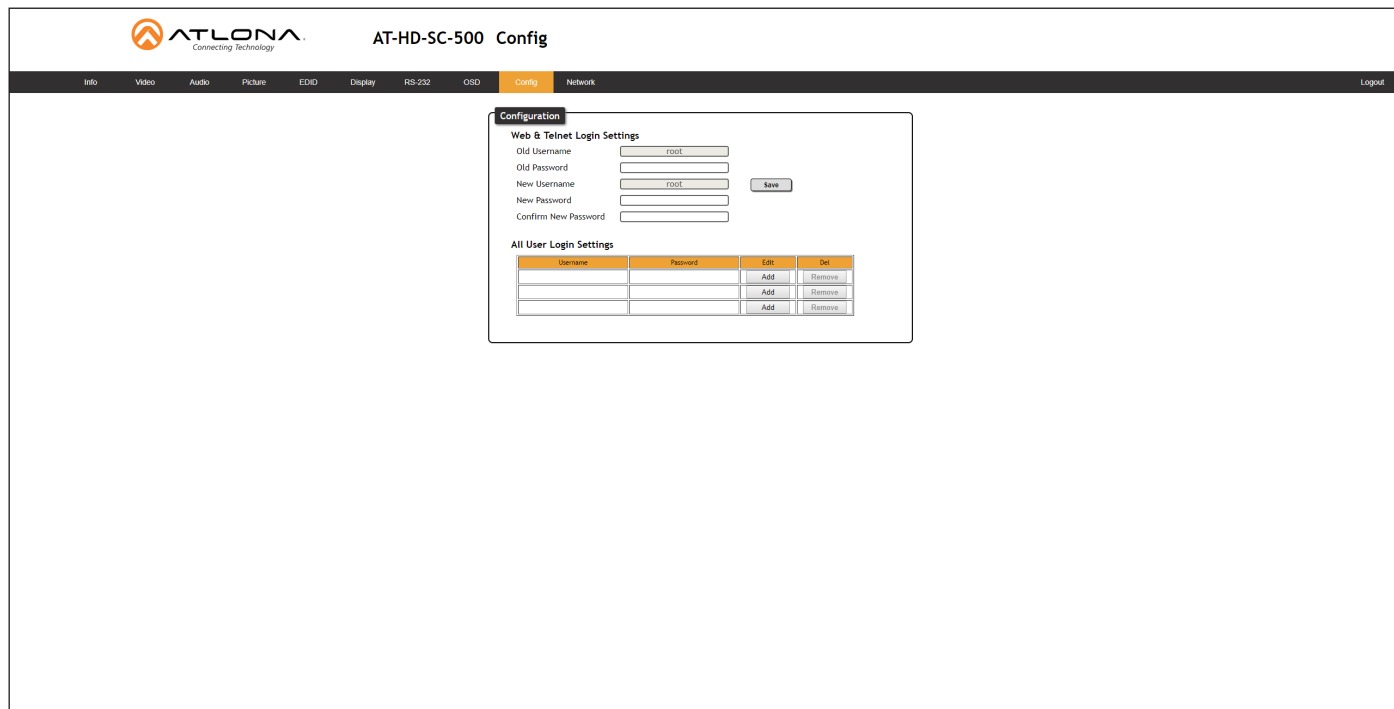 ATLONA.
Connecting Technology
AT-HD-SC-500 Config
Info Video Audio Picture EDID Display RS-232 OSD Config Network Logout
Configuration
Web & Telnet Login Settings
Old Username root
Old Password
New Username root Save
New Password
Confirm New Password
All User Login Settings
Username Password Edit Del
Add Remove
Add Remove
Add Remove